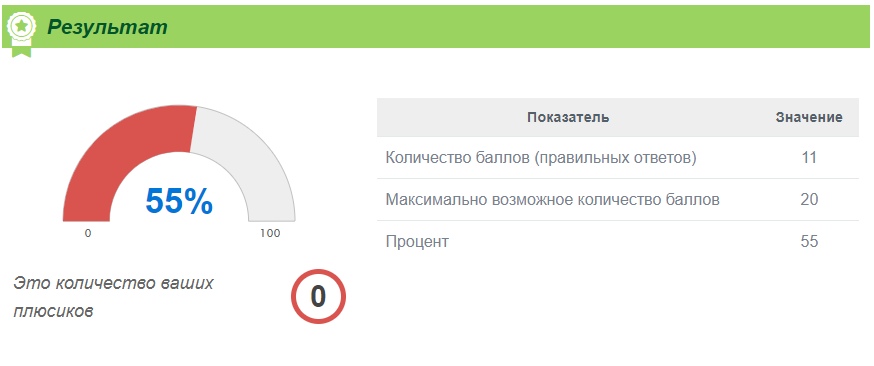 Результат
55%
0
100
Это количество ваших
плюсиков
0
Показатель Значение
Количество баллов (правильных ответов) 11
Максимально возможное количество баллов 20
Процент 55